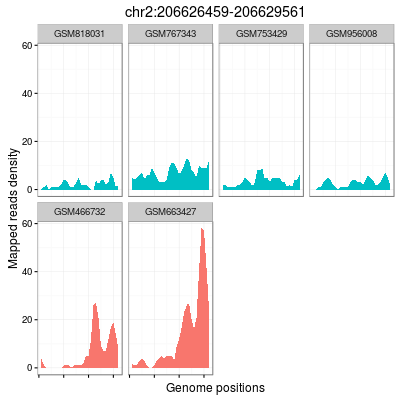 chr2:206626459-206629561
GSM818031 GSM767343 GSM753429 GSM956008
60
40
20
0
Mapped reads density
GSM466732 GSM663427
60
40
20
0
Genome positions